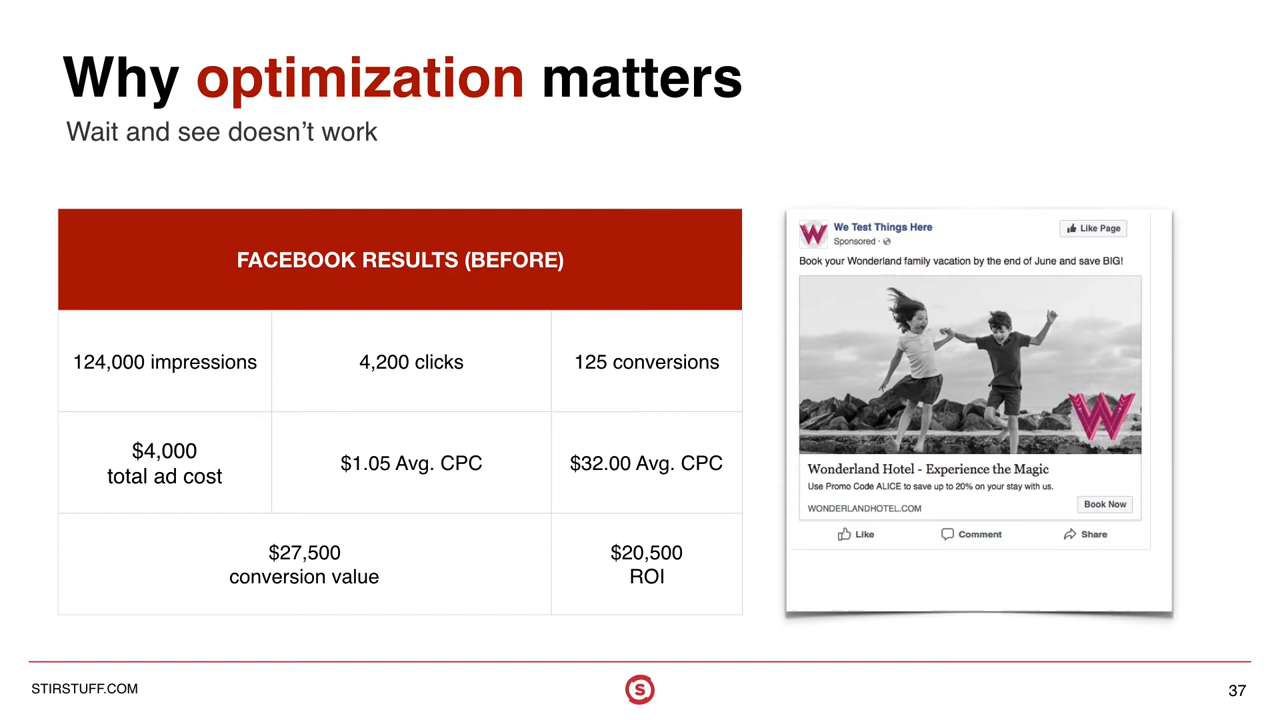 Why optimization matters
Wait and see doesn’t work
FACEBOOK RESULTS (BEFORE)
124,000 impressions
4,200 clicks
125 conversions
$4,000
total ad cost
$1.05 Avg. CPC
$32.00 Avg. CPC
$27,500
conversion value
$20,500
ROI
W
We Test Things Here
Sponsored ·
Like Page
Book your Wonderland family vacation by the end of June and save BIG!
W
Wonderland Hotel - Experience the Magic
Use Promo Code ALICE to save up to 20% on your stay with us.
WONDERLANDHOTEL.COM
Book Now
Like
Comment
Share
STIRSTUFF.COM
S
37